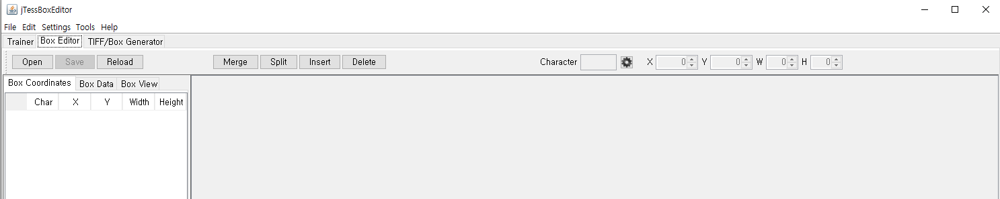 jTessBoxEditor
File Edit Settings Tools Help
Trainer Box Editor TIFF/Box Generator
Open Save Reload Merge Split Insert Delete Character X 0 Y 0 W 0 H 0
Box Coordinates Box Data Box View
Char X Y Width Height